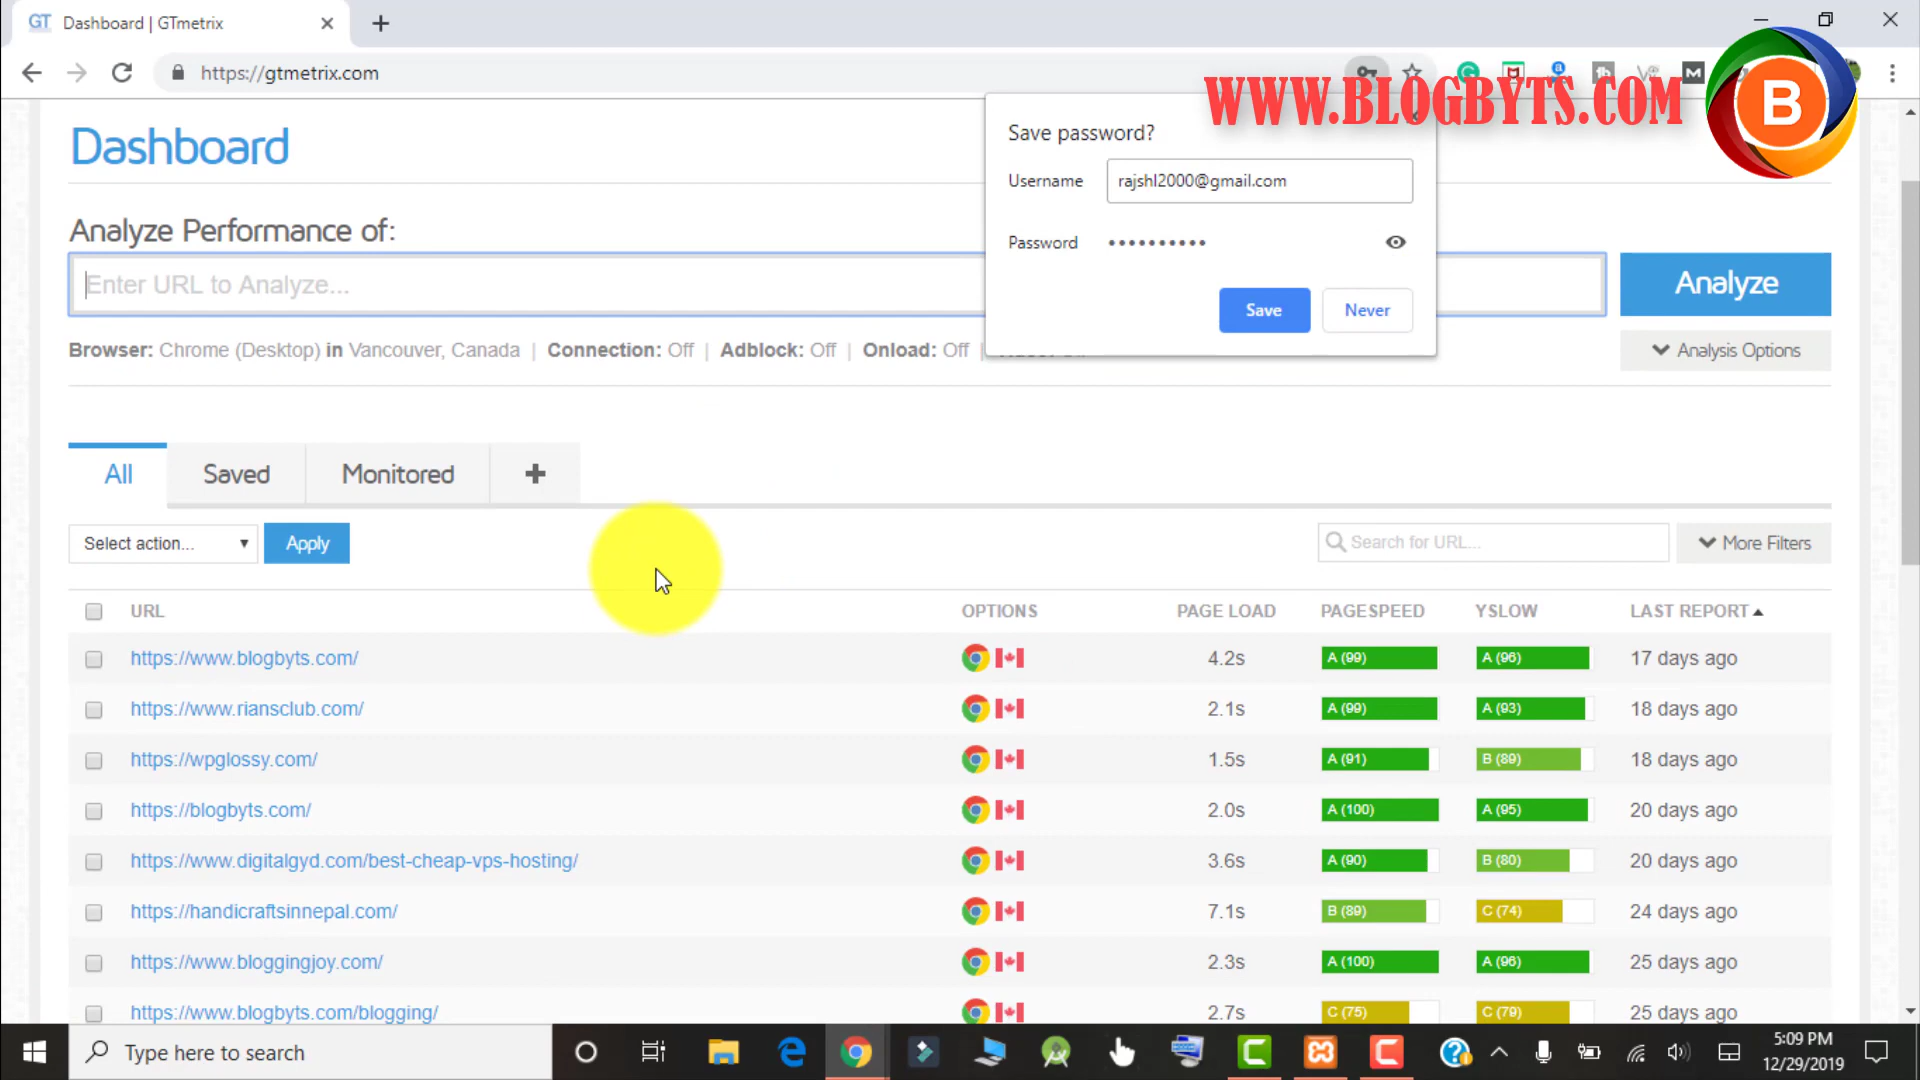 GT Dashboard | GTmetrix
https://gtmetrix.com
WWW.BLOGBYTS.COM
B
Dashboard
Save password?
Username rajshl2000@gmail.com
Password ••••••••••
Save Never
Analyze Performance of:
Enter URL to Analyze...
Analyze
Browser: Chrome (Desktop) in Vancouver, Canada | Connection: Off | Adblock: Off | Onload: Off |
Analysis Options
All Saved Monitored +
Select action... Apply
Search for URL... More Filters
URL OPTIONS PAGE LOAD PAGESPEED YSLOW LAST REPORT
https://www.blogbyts.com/ 4.2s A (99) A (96) 17 days ago
https://www.riansclub.com/ 2.1s A (99) A (93) 18 days ago
https://wpglossy.com/ 1.5s A (91) B (89) 18 days ago
https://blogbyts.com/ 2.0s A (100) A (95) 20 days ago
https://www.digitalgyd.com/best-cheap-vps-hosting/ 3.6s A (90) B (80) 20 days ago
https://handicraftsinnepal.com/ 7.1s B (89) C (74) 24 days ago
https://www.bloggingjoy.com/ 2.3s A (100) A (96) 25 days ago
https://www.blogbyts.com/blogging/ 2.7s C (75) C (79) 25 days ago
Type here to search
5:09 PM
12/29/2019